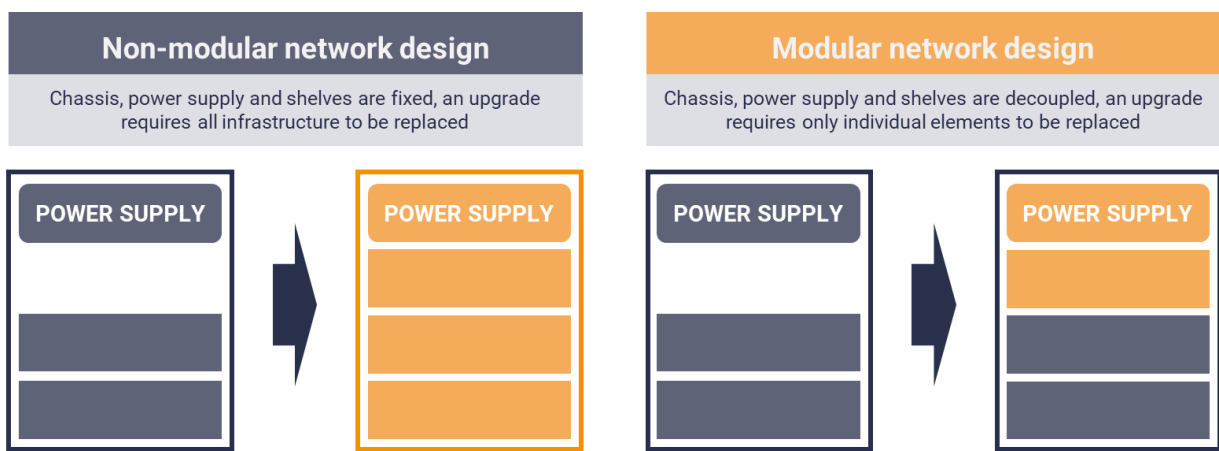 Non-modular network design
Chassis, power supply and shelves are fixed, an upgrade
requires all infrastructure to be replaced
POWER SUPPLY
POWER SUPPLY
Modular network design
Chassis, power supply and shelves are decoupled, an upgrade
requires only individual elements to be replaced
POWER SUPPLY
POWER SUPPLY